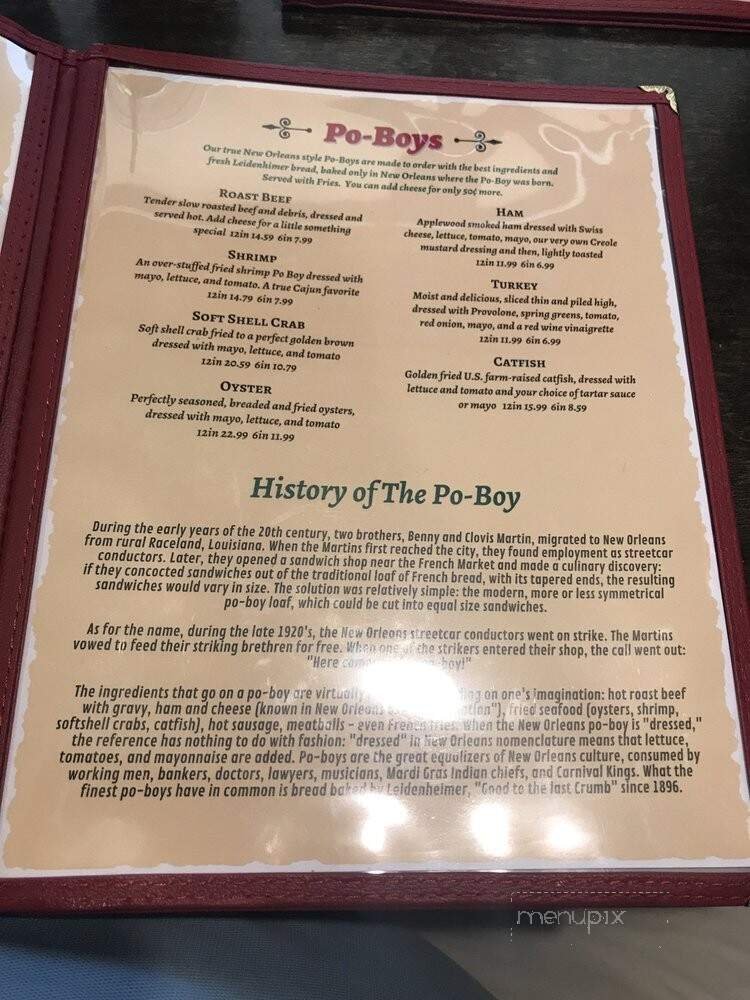 Po-Boys
Our true New Orleans style Po-Boys are made to order with the best ingredients and
fresh Leidenhimer bread, baked only in New Orleans where the Po-Boy was born.
Served with Fries. You can add cheese for only 50¢ more.
Roast Beef
Tender slow roasted beef and debris, dressed and
served hot. Add cheese for a little something
special 12in 14.59 6in 7.99
Shrimp
An over-stuffed fried shrimp Po Boy dressed with
mayo, lettuce, and tomato. A true Cajun favorite
12in 14.79 6in 7.99
Soft Shell Crab
Soft shell crab fried to a perfect golden brown
dressed with mayo, lettuce, and tomato
12in 20.59 6in 10.79
Oyster
Perfectly seasoned, breaded and fried oysters,
dressed with mayo, lettuce, and tomato
12in 22.99 6in 11.99
Ham
Applewood smoked ham dressed with Swiss
cheese, lettuce, tomato, mayo, our very own Creole
mustard dressing and then, lightly toasted
12in 11.99 6in 6.99
Turkey
Moist and delicious, sliced thin and piled high,
dressed with Provolone, spring greens, tomato,
red onion, mayo, and a red wine vinaigrette
12in 11.99 6in 6.99
Catfish
Golden fried U.S. farm-raised catfish, dressed with
lettuce and tomato and your choice of tartar sauce
or mayo 12in 15.99 6in 8.59
History of The Po-Boy
During the early years of the 20th century, two brothers, Benny and Clovis Martin, migrated to New Orleans
from rural Raceland, Louisiana. When the Martins first reached the city, they found employment as streetcar
conductors. Later, they opened a sandwich shop near the French Market and made a culinary discovery:
if they concocted sandwiches out of the traditional loaf of French bread, with its tapered ends, the resulting
sandwiches would vary in size. The solution was relatively simple: the modern, more or less symmetrical
po-boy loaf, which could be cut into equal size sandwiches.
As for the name, during the late 1920's, the New Orleans streetcar conductors went on strike. The Martins
vowed to feed their striking brethren for free. When one of the strikers entered their shop, the call went out:
"Here po-boy!"
The ingredients that go on a po-boy are virtually on one's imagination: hot roast beef
with gravy, ham and cheese (known in New Orleans fried seafood (oysters, shrimp,
softshell crabs, catfish), hot sausage, meatballs - even French fries. When the New Orleans po-boy is "dressed,"
the reference has nothing to do with fashion: "dressed" in New Orleans nomenclature means that lettuce,
tomatoes, and mayonnaise are added. Po-boys are the great equalizers of New Orleans culture, consumed by
working men, bankers, doctors, lawyers, musicians, Mardi Gras Indian chiefs, and Carnival Kings. What the
finest po-boys have in common is bread baked by Leidenheimer, "Good to the last Crumb" since 1896.
menupix